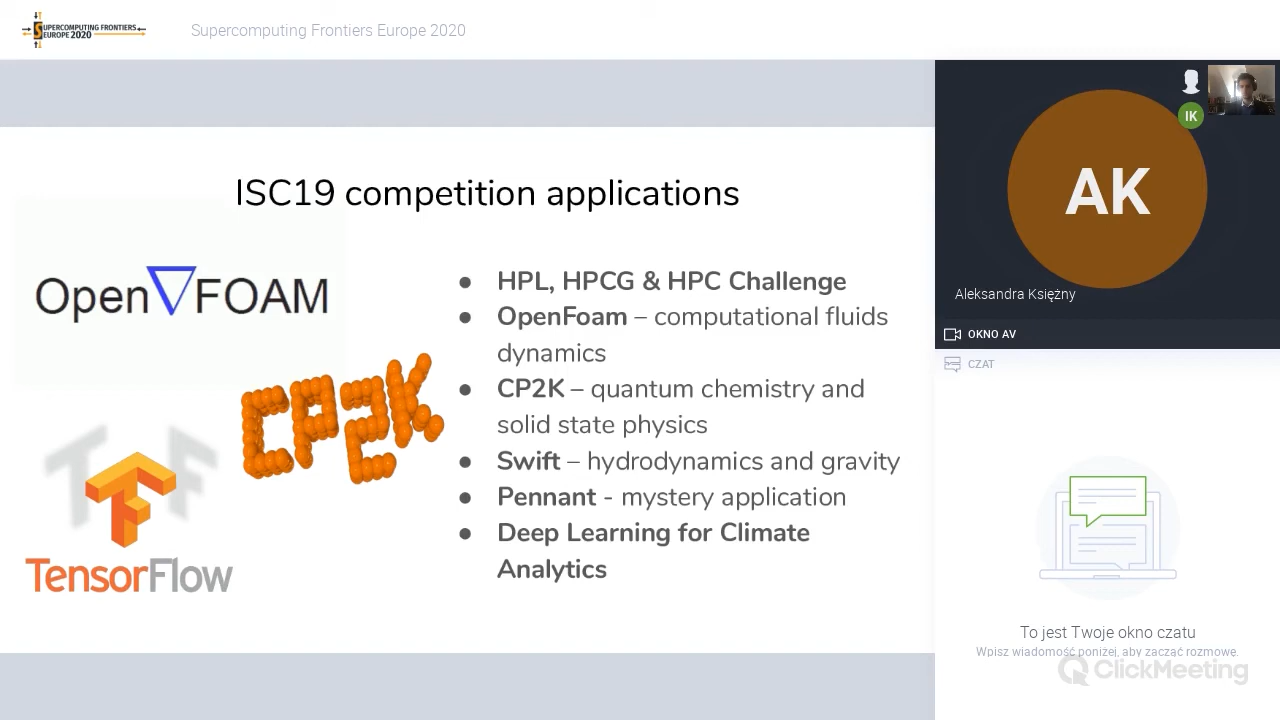 SUPERCOMPUTING FRONTIERS
EUROPE 2020
Supercomputing Frontiers Europe 2020
ISC19 competition applications
Open∇FOAM
CP2K
TF
TensorFlow
● HPL, HPCG & HPC Challenge
● OpenFoam – computational fluids
dynamics
● CP2K – quantum chemistry and
solid state physics
● Swift – hydrodynamics and gravity
● Pennant - mystery application
● Deep Learning for Climate
Analytics
IK
AK
Aleksandra Księżny
OKNO AV
CZAT
To jest Twoje okno czatu
Wpisz wiadomość poniżej, aby zacząć rozmowę.
ClickMeeting